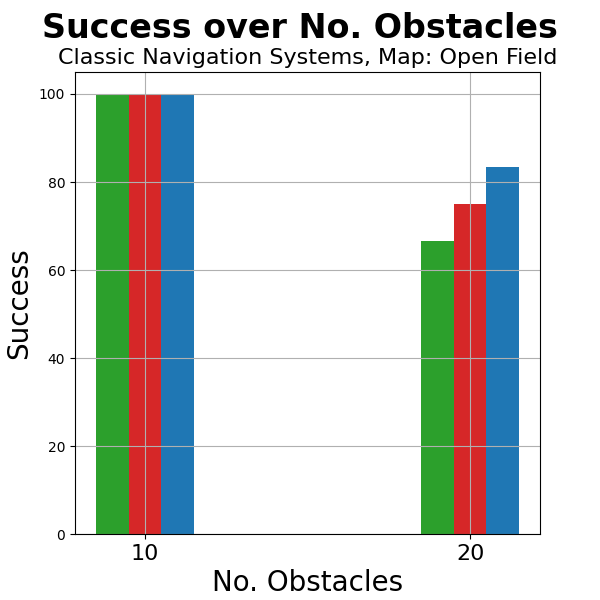 Success over No. Obstacles
Classic Navigation Systems, Map: Open Field
100
80
60
40
20
0
Success
10
20
No. Obstacles